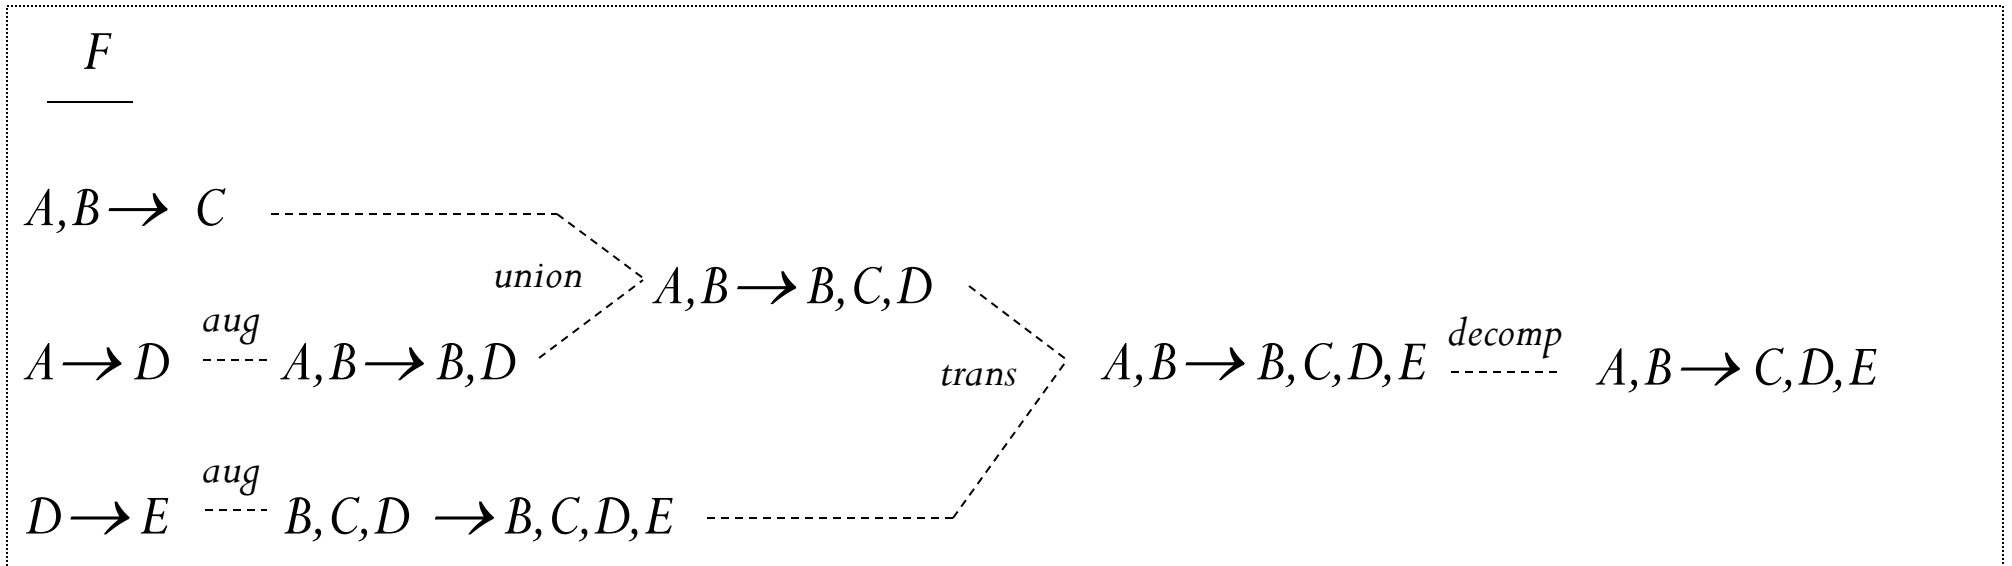 F
A,B→ C
union
A,B→B,C,D
aug
A→D
A,B→B,D
trans
A,B→B,C,D,E
decomp
A,B→C,D,E
aug
D→E
B,C,D →B,C,D,E